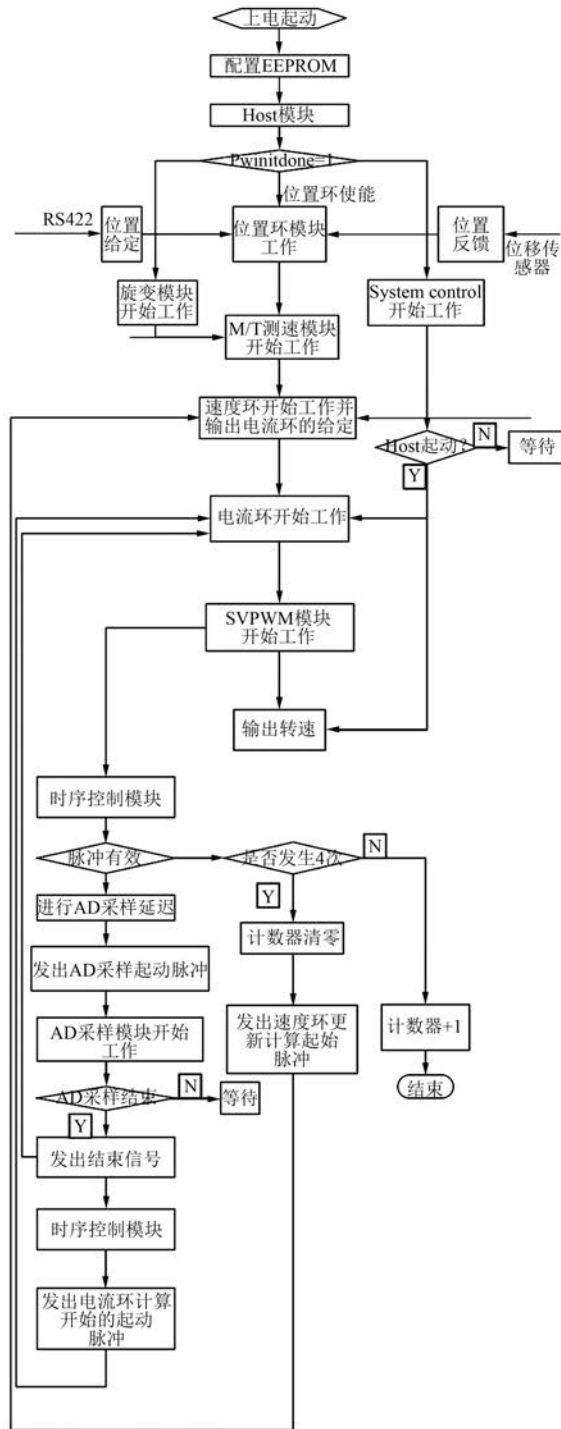 上电起动
配置EEPROM
Host模块
Pwinitdone=1
位置环使能
RS422
位置
给定
位置环模块
工作
位置
反馈
位移传
感器
旋变模块
开始工作
System control
开始工作
M/T测速模块
开始工作
速度环开始工作并
输出电流环的给定
Host起动?
N
等待
Y
电流环开始工作
SVPWM模块
开始工作
输出转速
时序控制模块
脉冲有效
是否发生4次
N
Y
进行AD采样延迟
计数器清零
发出AD采样起动脉冲
AD采样模块开始
工作
发出速度环更
新计算起始
脉冲
计数器+1
AD采样结束
N
等待
结束
Y
发出结束信号
时序控制模块
发出电流环计算
开始的起动
脉冲